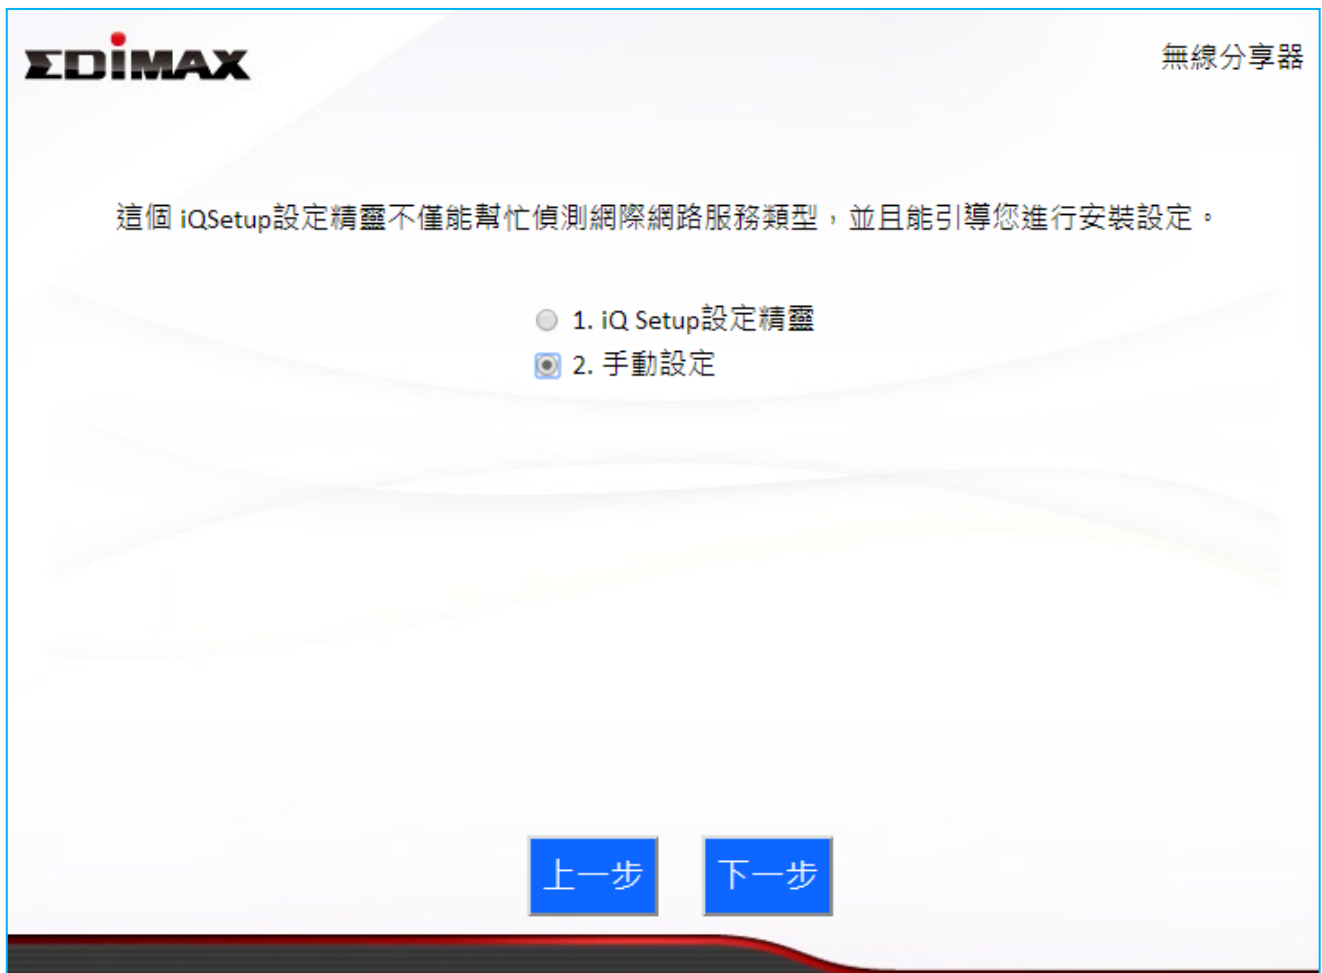 EDIMAX
無線分享器
這個 iQSetup設定精靈不僅能幫忙偵測網際網路服務類型，並且能引導您進行安裝設定。
1. iQ Setup設定精靈
2. 手動設定
上一步
下一步